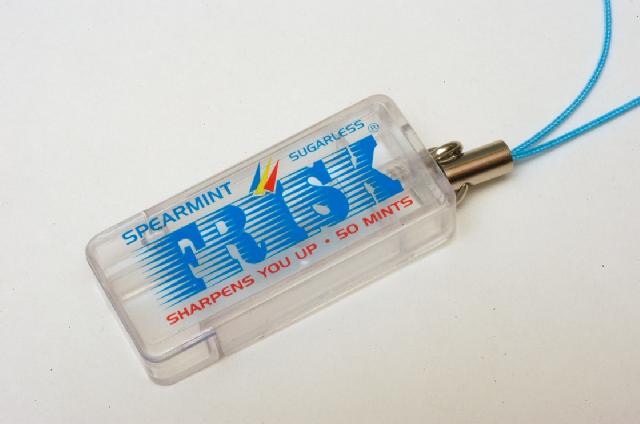 SPEARMINT SUGARLESS ®
FRISK
SHARPENS YOU UP · 50 MINTS